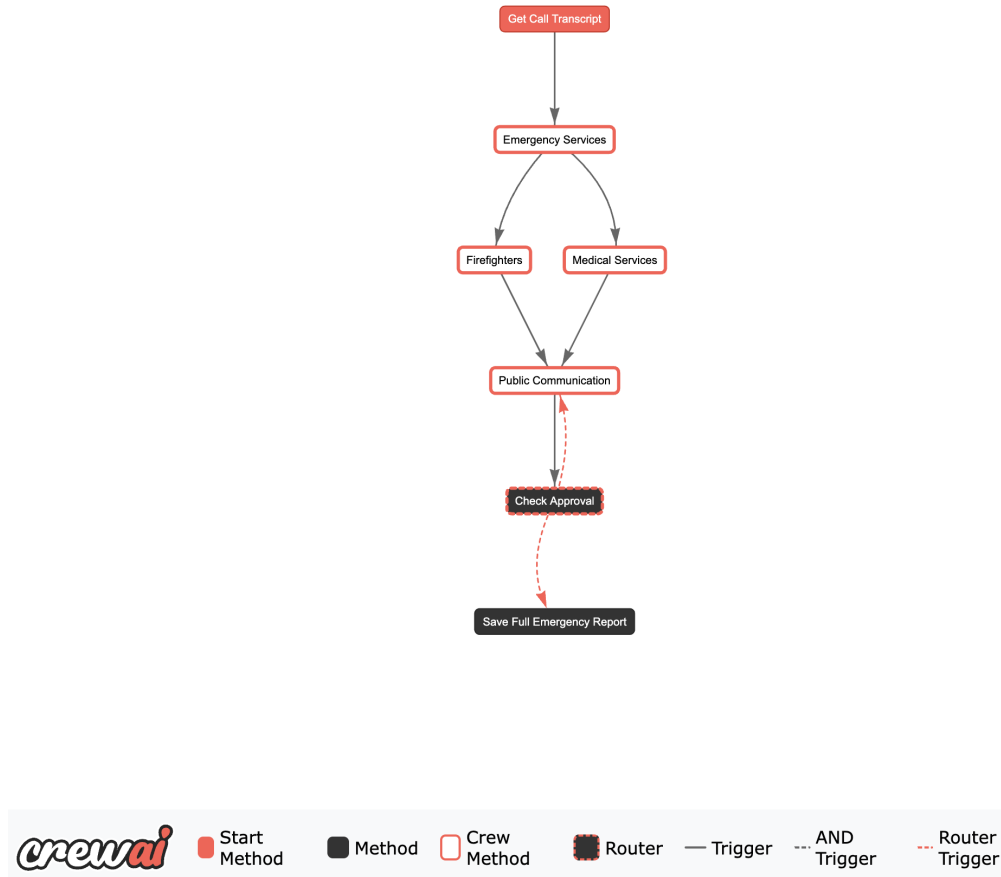 Get Call Transcript
Emergency Services
Firefighters
Medical Services
Public Communication
Check Approval
Save Full Emergency Report
crewai
Start
Method
Method
Crew
Method
Router
Trigger
AND
Trigger
Router
Trigger